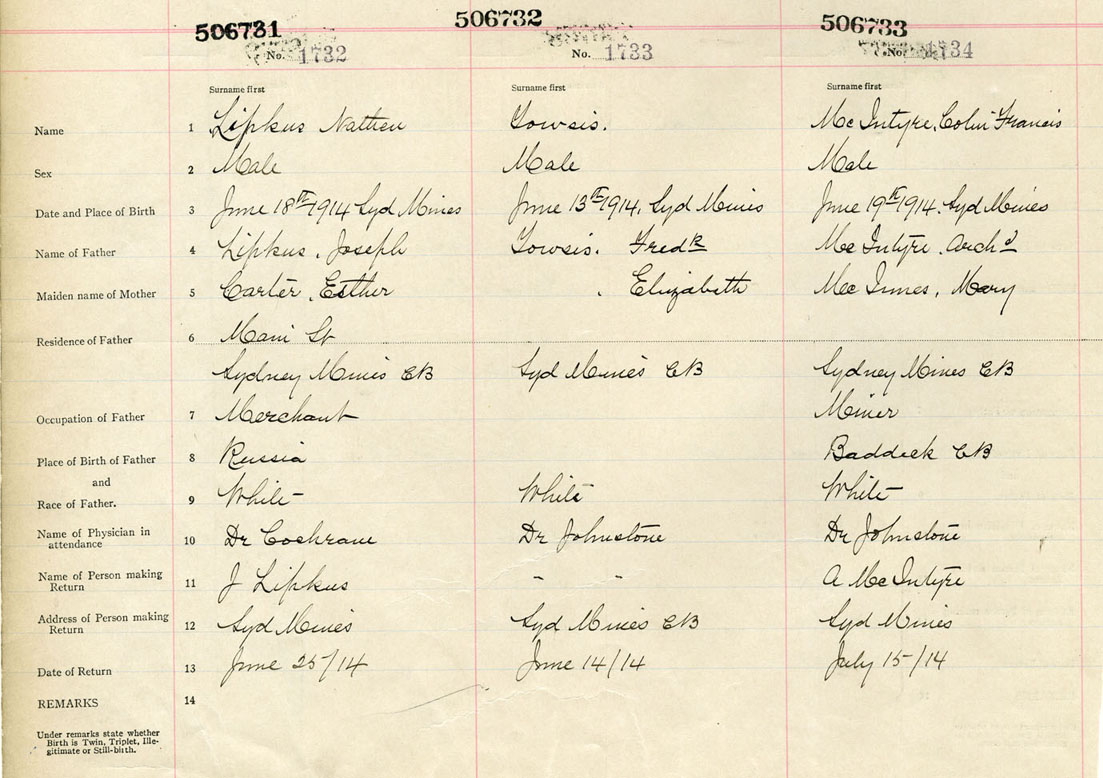 506731 506732 506733
No. 1732 No. 1733 No. 1734
Surname first Surname first Surname first
Name 1 Lipkus Nathen Towsis. Mc Intyre, Colin Francis
Sex 2 Male Male Male
Date and Place of Birth 3 June 18th 1914 Syd Mines June 13th 1914, Syd Mines June 19th 1914. Syd Mines
Name of Father 4 Lipkus, Joseph Towsis. Fredk Mc Intyre. Archd
Maiden name of Mother 5 Carter, Esther . Elizabeth Mc Innes, Mary
Residence of Father 6 Main St
Sydney Mines CB Syd Mines CB Sydney Mines CB
Occupation of Father 7 Merchant Miner
Place of Birth of Father 8 Russia Baddeck CB
and
Race of Father. 9 White White White
Name of Physician in attendance 10 Dr Cochrane Dr Johnstone Dr Johnstone
Name of Person making Return 11 J Lipkus " " A Mc Intyre
Address of Person making Return 12 Syd Mines Syd Mines CB Syd Mines
Date of Return 13 June 25/14 June 14/14 July 15/14
REMARKS 14
Under remarks state whether
Birth is Twin, Triplet, Ille-
gitimate or Still-birth.